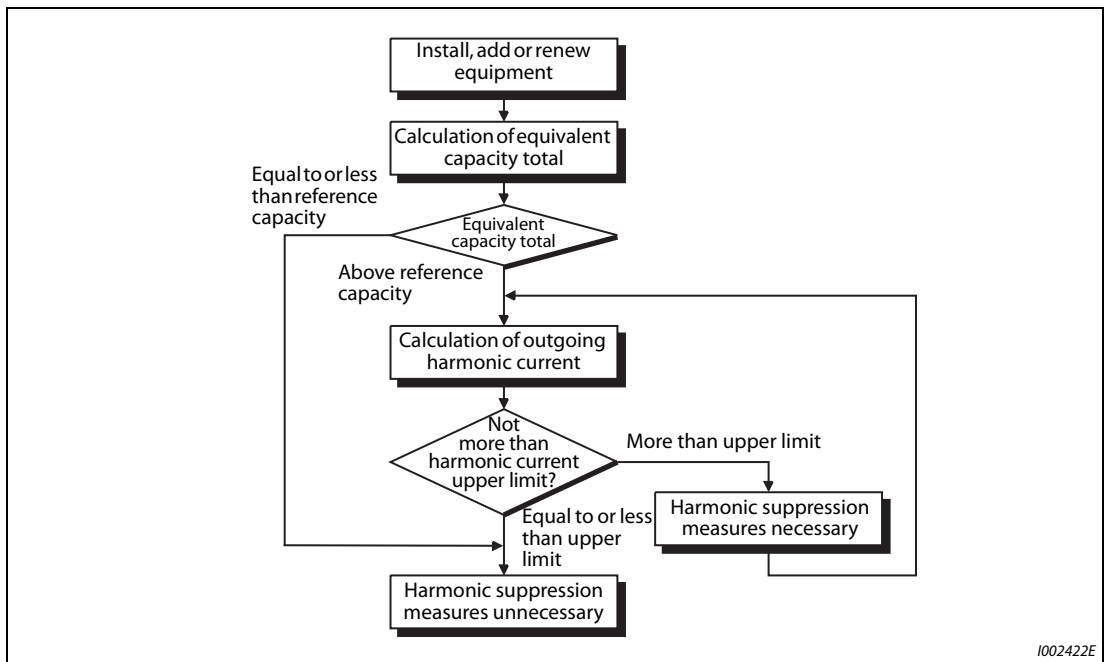 Install, add or renew
equipment
Calculation of equivalent
capacity total
Equal to or less
than reference
capacity
Equivalent
capacity total
Above reference
capacity
Calculation of outgoing
harmonic current
Not
more than
harmonic current
upper limit?
More than upper limit
Harmonic suppression
measures necessary
Equal to or less
than upper
limit
Harmonic suppression
measures unnecessary
I002422E